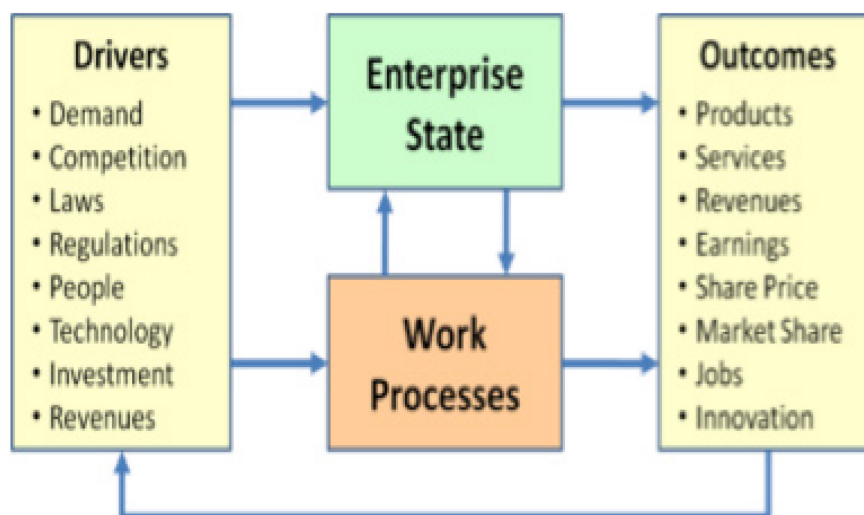 Drivers
• Demand
• Competition
• Laws
• Regulations
• People
• Technology
• Investment
• Revenues
Enterprise
State
Work
Processes
Outcomes
• Products
• Services
• Revenues
• Earnings
• Share Price
• Market Share
• Jobs
• Innovation